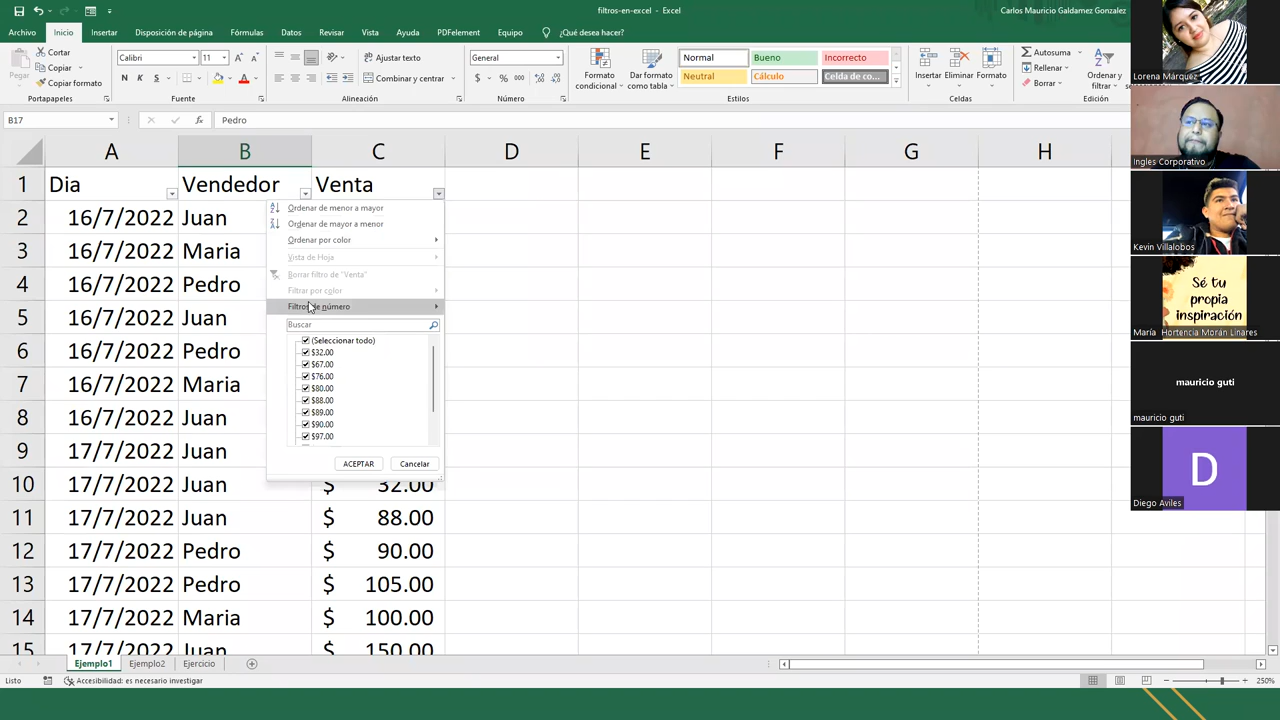 filtros-en-excel - Excel
Carlos Mauricio Galdamez Gonzalez
Archivo Inicio Insertar Disposición de página Fórmulas Datos Revisar Vista Ayuda PDFelement Equipo ¿Qué desea hacer?
Pegar
Cortar
Copiar
Copiar formato
Portapapeles
Calibri 11
N K S
Fuente
Ajustar texto
Combinar y centrar
Alineación
General
$ % 000
Número
Formato condicional
Dar formato como tabla
Normal Bueno Incorrecto
Neutral Cálculo Celda de co...
Estilos
Insertar Eliminar Formato
Celdas
Autosuma
Rellenar
Borrar
Ordenar y filtrar
Edición
B17 fx Pedro
A B C D E F G H
1 Dia Vendedor Venta
2 16/7/2022 Juan
3 16/7/2022 Maria
4 16/7/2022 Pedro
5 16/7/2022 Juan
6 16/7/2022 Pedro
7 16/7/2022 Maria
8 16/7/2022 Juan
9 17/7/2022 Juan
10 17/7/2022 Juan $ 32.00
11 17/7/2022 Juan $ 88.00
12 17/7/2022 Pedro $ 90.00
13 17/7/2022 Pedro $ 105.00
14 17/7/2022 Maria $ 100.00
15 17/7/2022 Juan $ 150.00
Ordenar de menor a mayor
Ordenar de mayor a menor
Ordenar por color
Vista de Hoja
Borrar filtro de "Venta"
Filtrar por color
Filtros de número
Buscar
(Seleccionar todo)
$32.00
$67.00
$76.00
$80.00
$88.00
$89.00
$90.00
$97.00
ACEPTAR Cancelar
Ejemplo1 Ejemplo2 Ejercicio
Listo Accesibilidad: es necesario investigar 250%
Lorena Márquez
Ingles Corporativo
Kevin Villalobos
Sé tu
propia
inspiración
María Hortencia Morán Linares
mauricio guti
mauricio guti
D
Diego Aviles